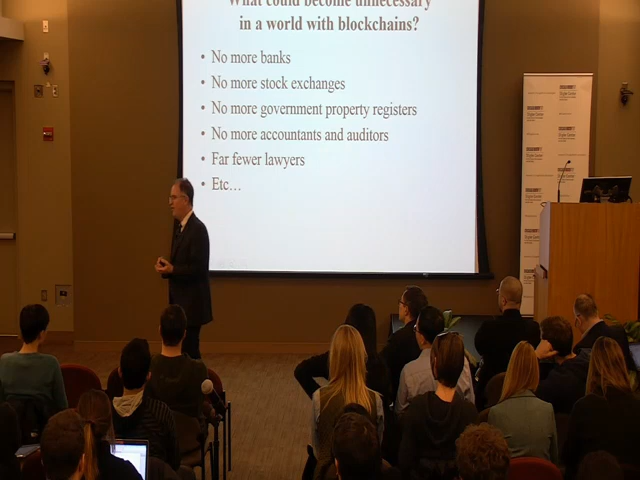 What could become unnecessary
in a world with blockchains?
• No more banks
• No more stock exchanges
• No more government property registers
• No more accountants and auditors
• Far fewer lawyers
• Etc…